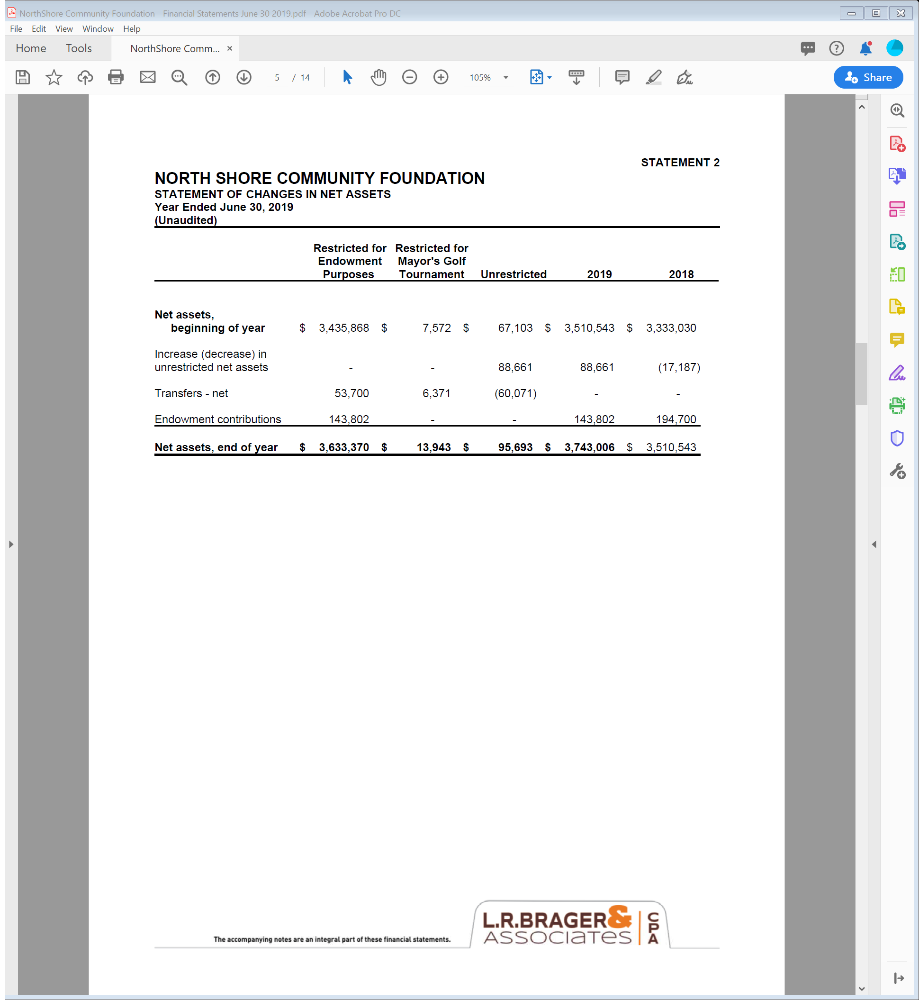 NorthShore Community Foundation - Financial Statements June 30 2019.pdf - Adobe Acrobat Pro DC
File Edit View Window Help
Home Tools NorthShore Comm... ×
5 / 14 105% Share
STATEMENT 2
NORTH SHORE COMMUNITY FOUNDATION
STATEMENT OF CHANGES IN NET ASSETS
Year Ended June 30, 2019
(Unaudited)
Restricted for Restricted for
Endowment Mayor's Golf
Purposes Tournament Unrestricted 2019 2018
Net assets,
beginning of year $ 3,435,868 $ 7,572 $ 67,103 $ 3,510,543 $ 3,333,030
Increase (decrease) in
unrestricted net assets - - 88,661 88,661 (17,187)
Transfers - net 53,700 6,371 (60,071) - -
Endowment contributions 143,802 - - 143,802 194,700
Net assets, end of year $ 3,633,370 $ 13,943 $ 95,693 $ 3,743,006 $ 3,510,543
L.R.BRAGER& CPA
ASSOCIATES
The accompanying notes are an integral part of these financial statements.